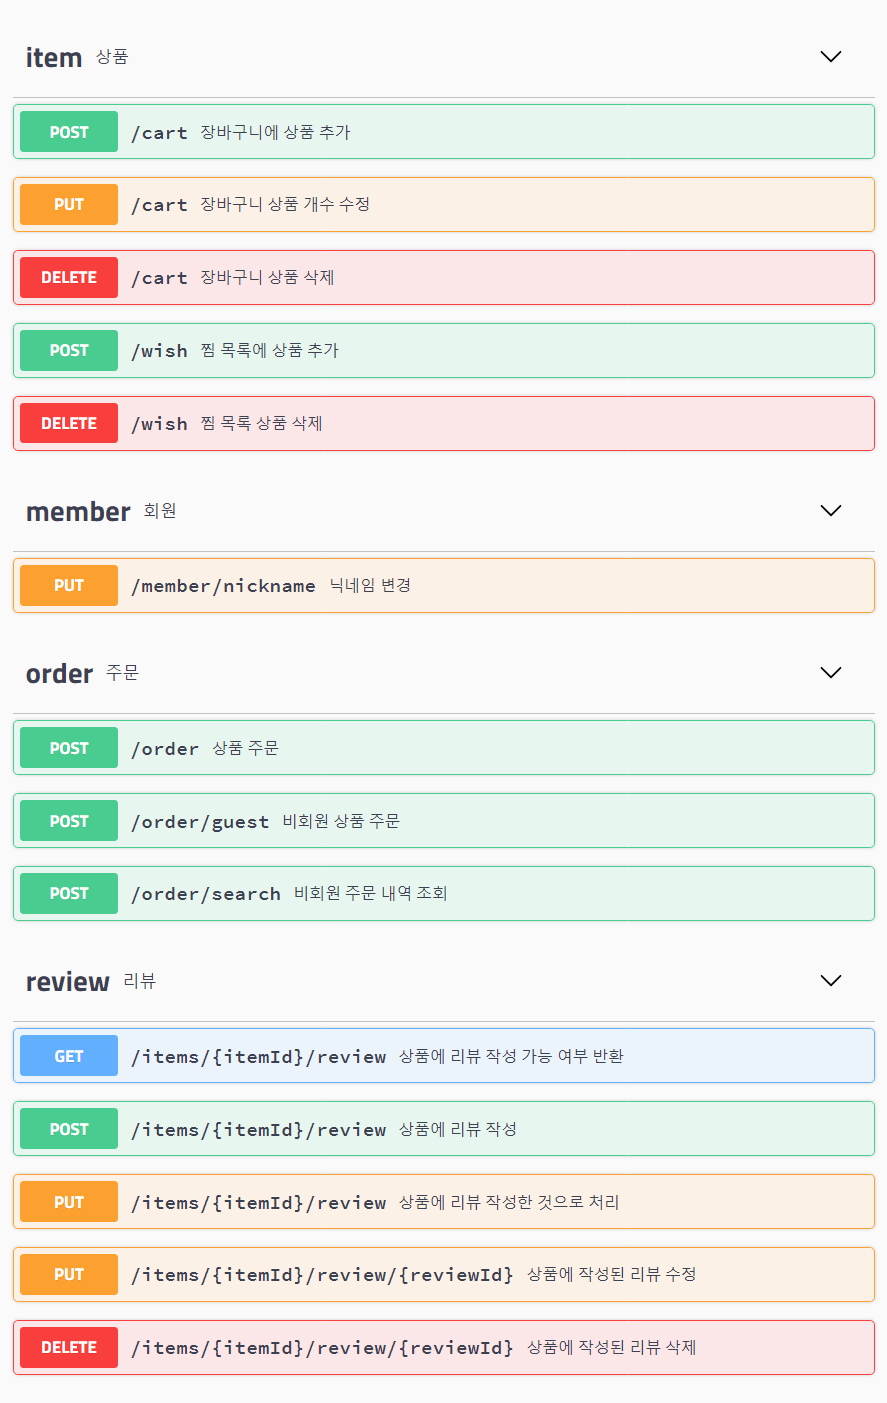 item 상품
POST /cart 장바구니에 상품 추가
PUT /cart 장바구니 상품 개수 수정
DELETE /cart 장바구니 상품 삭제
POST /wish 찜 목록에 상품 추가
DELETE /wish 찜 목록 상품 삭제
member 회원
PUT /member/nickname 닉네임 변경
order 주문
POST /order 상품 주문
POST /order/guest 비회원 상품 주문
POST /order/search 비회원 주문 내역 조회
review 리뷰
GET /items/{itemId}/review 상품에 리뷰 작성 가능 여부 반환
POST /items/{itemId}/review 상품에 리뷰 작성
PUT /items/{itemId}/review 상품에 리뷰 작성한 것으로 처리
PUT /items/{itemId}/review/{reviewId} 상품에 작성된 리뷰 수정
DELETE /items/{itemId}/review/{reviewId} 상품에 작성된 리뷰 삭제